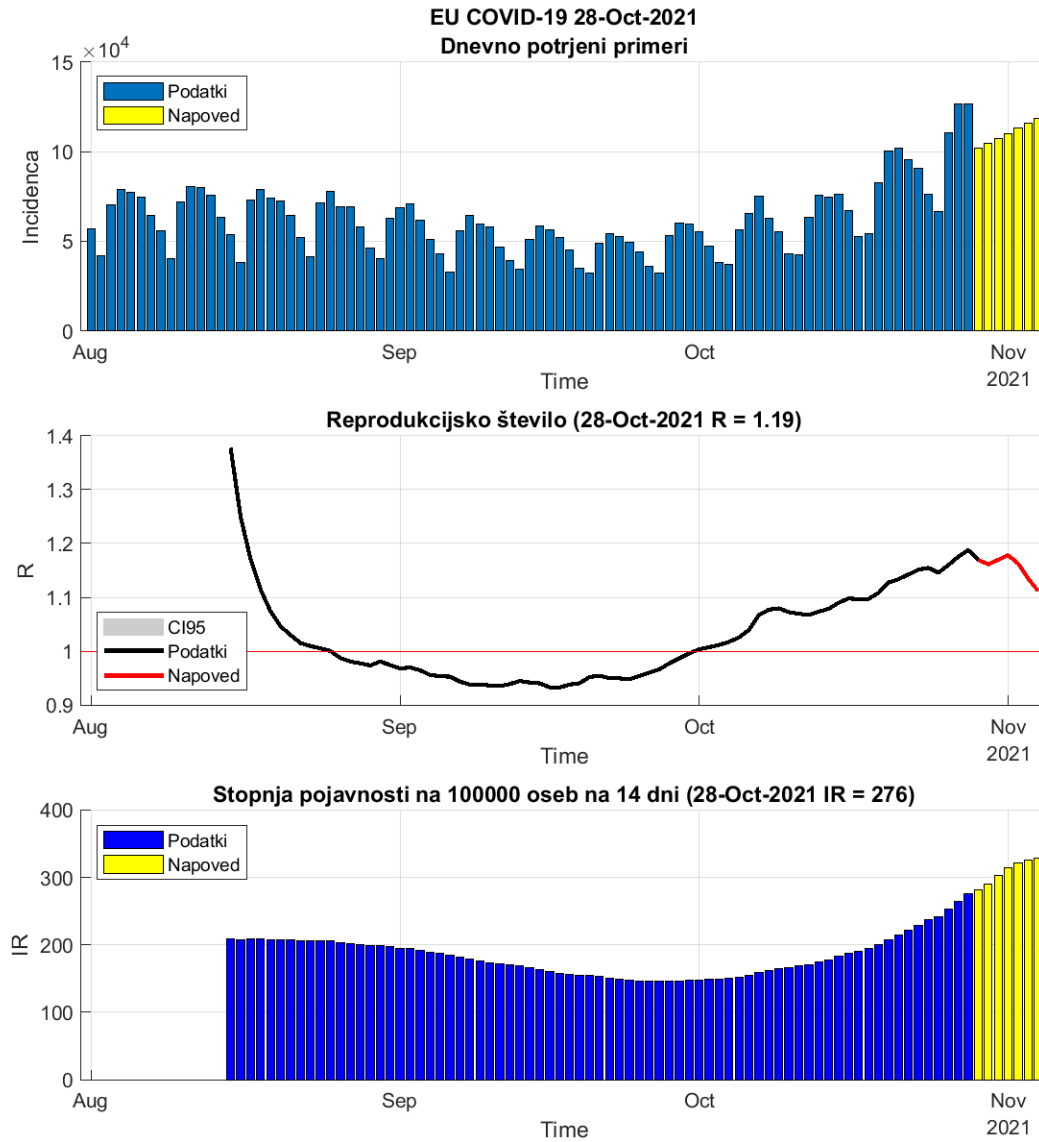 EU COVID-19 28-Oct-2021
Dnevno potrjeni primeri
×10⁴
15
10
5
0
Incidenca
Podatki
Napoved
Aug
Sep
Oct
Nov
2021
Time
Reprodukcijsko število (28-Oct-2021 R = 1.19)
1.4
1.3
1.2
1.1
1
0.9
R
CI95
Podatki
Napoved
Aug
Sep
Oct
Nov
2021
Time
Stopnja pojavnosti na 100000 oseb na 14 dni (28-Oct-2021 IR = 276)
400
300
200
100
0
IR
Podatki
Napoved
Aug
Sep
Oct
Nov
2021
Time